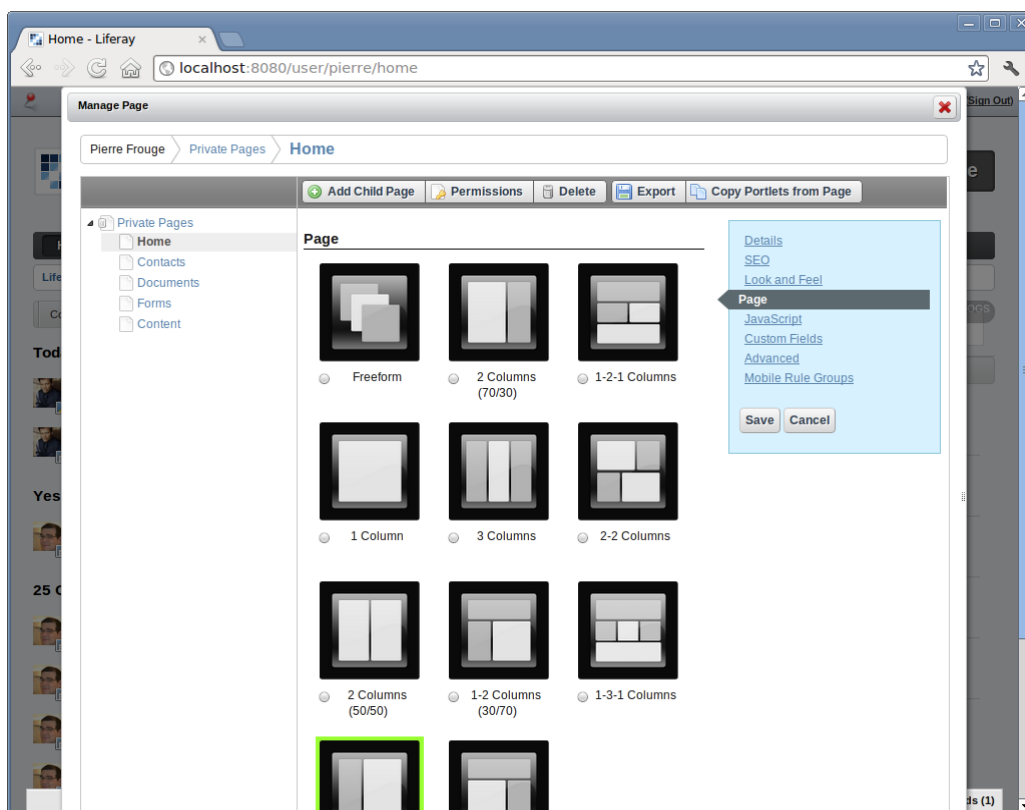 Home - Liferay
localhost:8080/user/pierre/home
Sign Out)
Manage Page
Pierre Frouge Private Pages Home
Add Child Page Permissions Delete Export Copy Portlets from Page
Private Pages
Home
Contacts
Documents
Forms
Content
Page
Freeform
2 Columns
(70/30)
1-2-1 Columns
1 Column
3 Columns
2-2 Columns
2 Columns
(50/50)
1-2 Columns
(30/70)
1-3-1 Columns
Details
SEO
Look and Feel
Page
JavaScript
Custom Fields
Advanced
Mobile Rule Groups
Save Cancel
Life
Co
Tod
Yes
25 O
e
OGS
ds (1)